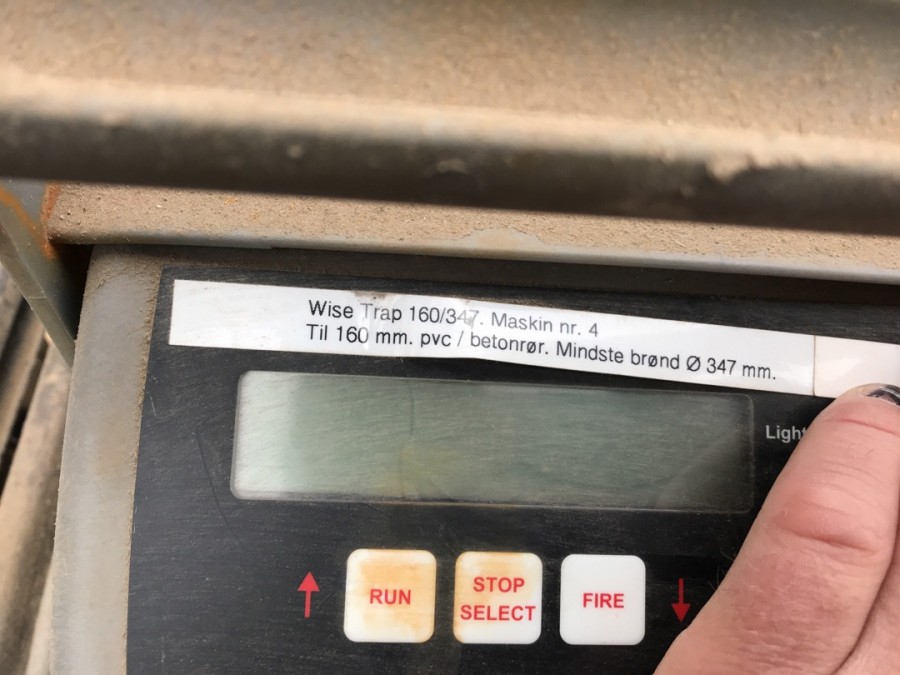 Wise Trap 160/347. Maskin nr. 4
Til 160 mm. pvc / betonrør. Mindste brønd Ø 347 mm.
Light
↑ RUN STOP SELECT FIRE ↓